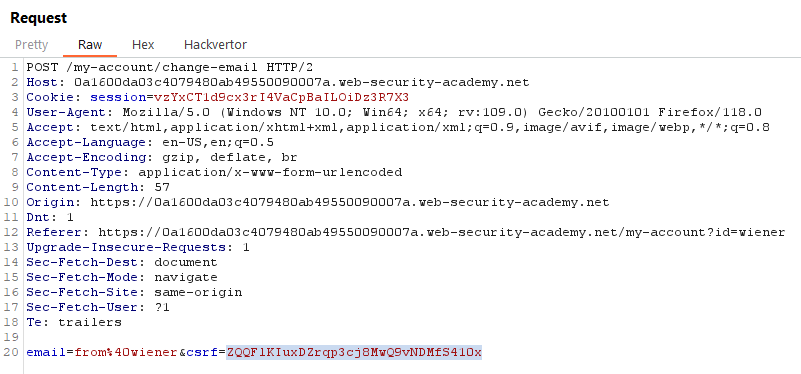 Request
Pretty Raw Hex Hackvertor
1 POST /my-account/change-email HTTP/2
2 Host: 0a1600da03c4079480ab49550090007a.web-security-academy.net
3 Cookie: session=vzYxCT1d9cx3rI4VaCpBaILOiDz3R7X3
4 User-Agent: Mozilla/5.0 (Windows NT 10.0; Win64; x64; rv:109.0) Gecko/20100101 Firefox/118.0
5 Accept: text/html,application/xhtml+xml,application/xml;q=0.9,image/avif,image/webp,*/*;q=0.8
6 Accept-Language: en-US,en;q=0.5
7 Accept-Encoding: gzip, deflate, br
8 Content-Type: application/x-www-form-urlencoded
9 Content-Length: 57
10 Origin: https://0a1600da03c4079480ab49550090007a.web-security-academy.net
11 Dnt: 1
12 Referer: https://0a1600da03c4079480ab49550090007a.web-security-academy.net/my-account?id=wiener
13 Upgrade-Insecure-Requests: 1
14 Sec-Fetch-Dest: document
15 Sec-Fetch-Mode: navigate
16 Sec-Fetch-Site: same-origin
17 Sec-Fetch-User: ?1
18 Te: trailers
19
20 email=from%40wiener&csrf=ZQQFlKIuxDZrqp3cj8MwQ9vNDMfS41Ox